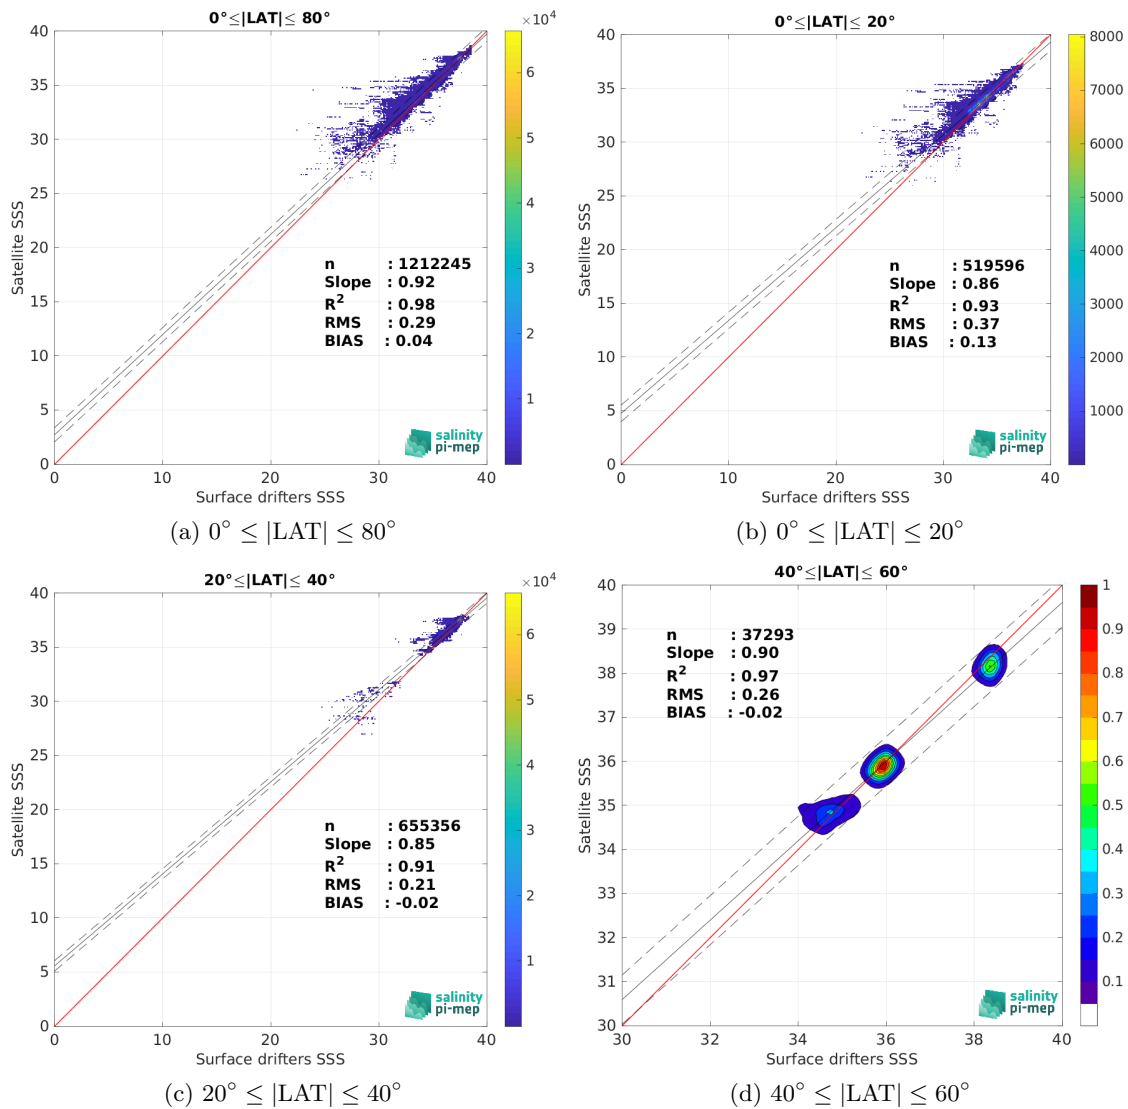 0°≤|LAT|≤ 80°
×10⁴
40
35
30
25
20
15
10
5
0
0 10 20 30 40
6
5
4
3
2
1
Satellite SSS
Surface drifters SSS
n : 1212245
Slope : 0.92
R² : 0.98
RMS : 0.29
BIAS : 0.04
salinity
pi-mep
(a) 0° ≤ |LAT| ≤ 80°
0°≤|LAT|≤ 20°
40
35
30
25
20
15
10
5
0
0 10 20 30 40
8000
7000
6000
5000
4000
3000
2000
1000
Satellite SSS
Surface drifters SSS
n : 519596
Slope : 0.86
R² : 0.93
RMS : 0.37
BIAS : 0.13
salinity
pi-mep
(b) 0° ≤ |LAT| ≤ 20°
20°≤|LAT|≤ 40°
×10⁴
40
35
30
25
20
15
10
5
0
0 10 20 30 40
6
5
4
3
2
1
Satellite SSS
Surface drifters SSS
n : 655356
Slope : 0.85
R² : 0.91
RMS : 0.21
BIAS : -0.02
salinity
pi-mep
(c) 20° ≤ |LAT| ≤ 40°
40°≤|LAT|≤ 60°
40
39
38
37
36
35
34
33
32
31
30
30 32 34 36 38 40
1
0.9
0.8
0.7
0.6
0.5
0.4
0.3
0.2
0.1
Satellite SSS
Surface drifters SSS
n : 37293
Slope : 0.90
R² : 0.97
RMS : 0.26
BIAS : -0.02
salinity
pi-mep
(d) 40° ≤ |LAT| ≤ 60°